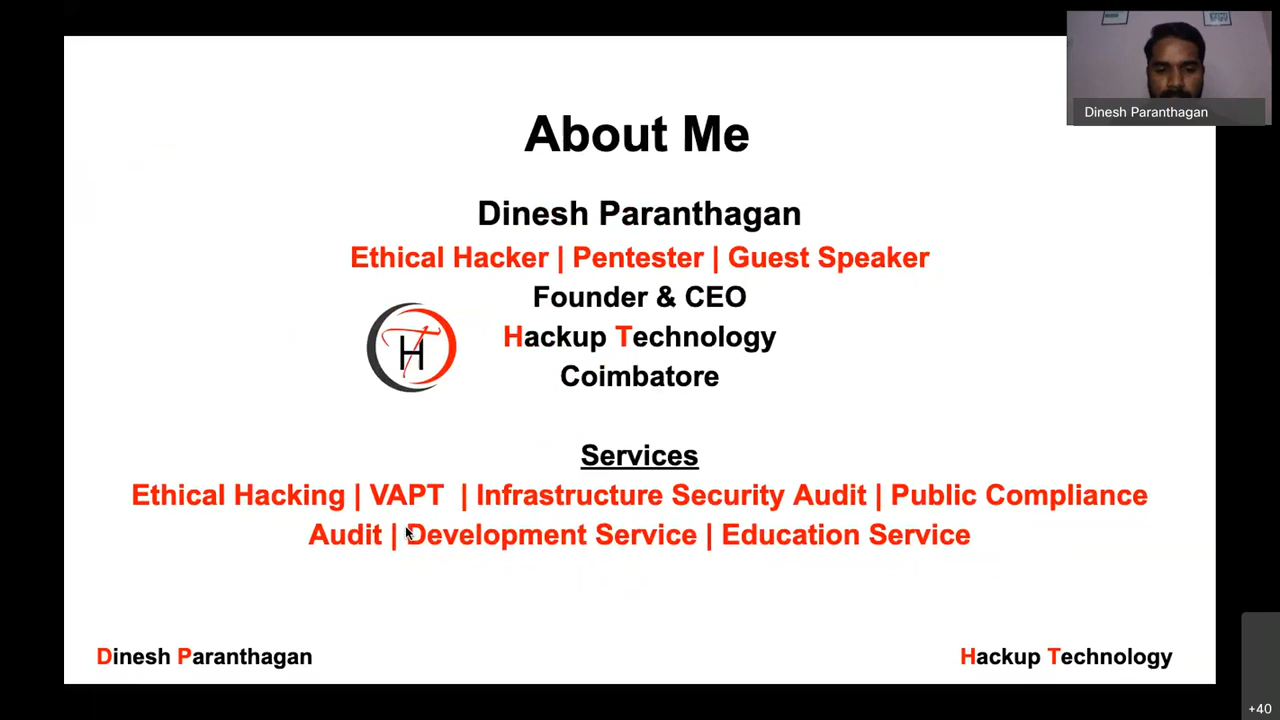 Dinesh Paranthagan
About Me
Dinesh Paranthagan
Ethical Hacker | Pentester | Guest Speaker
Founder & CEO
HT
Hackup Technology
Coimbatore
Services
Ethical Hacking | VAPT | Infrastructure Security Audit | Public Compliance
Audit | Development Service | Education Service
Dinesh Paranthagan
Hackup Technology
+40